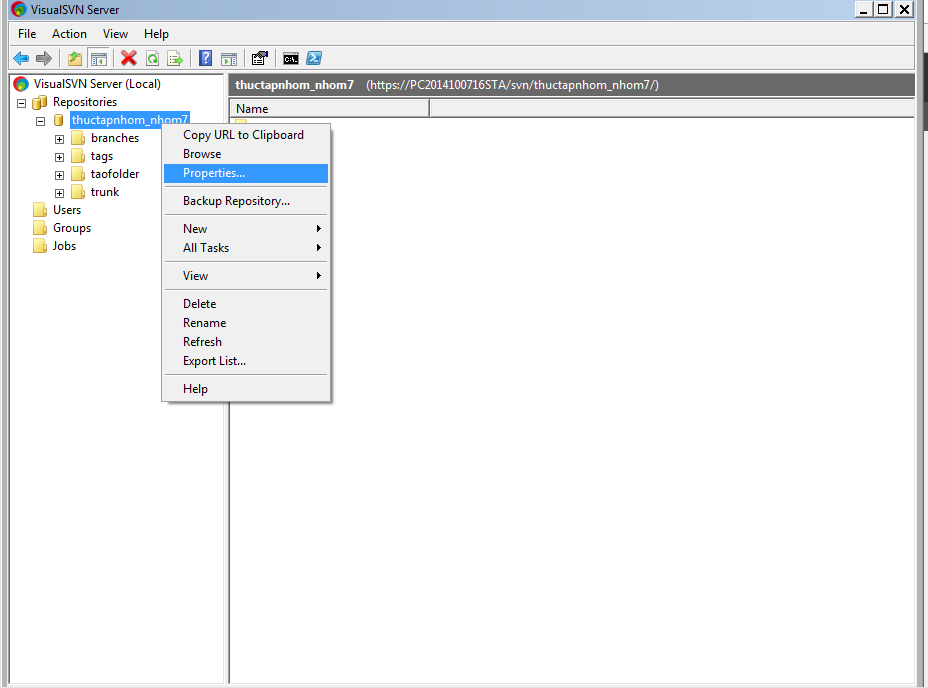 VisualSVN Server
File Action View Help
VisualSVN Server (Local)
Repositories
thuctapnhom_nhom7
branches
tags
taofolder
trunk
Users
Groups
Jobs
thuctapnhom_nhom7 (https://PC2014100716STA/svn/thuctapnhom_nhom7/)
Name
Copy URL to Clipboard
Browse
Properties...
Backup Repository...
New
All Tasks
View
Delete
Rename
Refresh
Export List...
Help